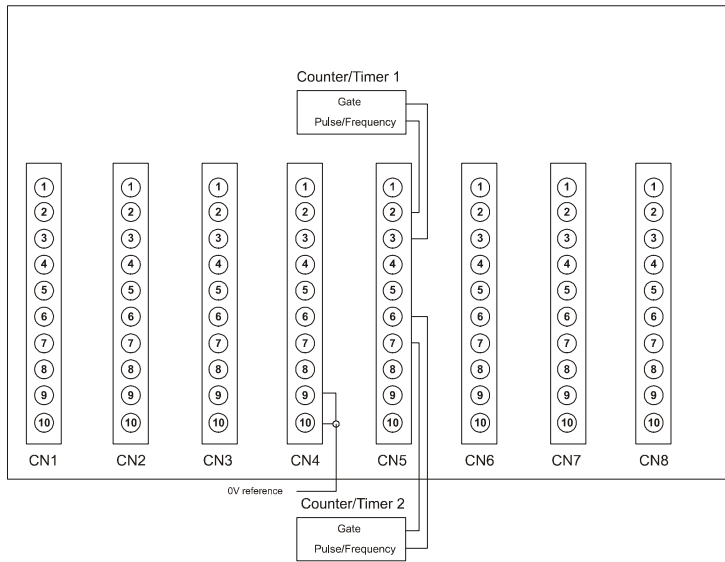 Counter/Timer 1
Gate
Pulse/Frequency
1 1 1 1 1 1 1 1
2 2 2 2 2 2 2 2
3 3 3 3 3 3 3 3
4 4 4 4 4 4 4 4
5 5 5 5 5 5 5 5
6 6 6 6 6 6 6 6
7 7 7 7 7 7 7 7
8 8 8 8 8 8 8 8
9 9 9 9 9 9 9 9
10 10 10 10 10 10 10 10
CN1 CN2 CN3 CN4 CN5 CN6 CN7 CN8
0V reference
Counter/Timer 2
Gate
Pulse/Frequency